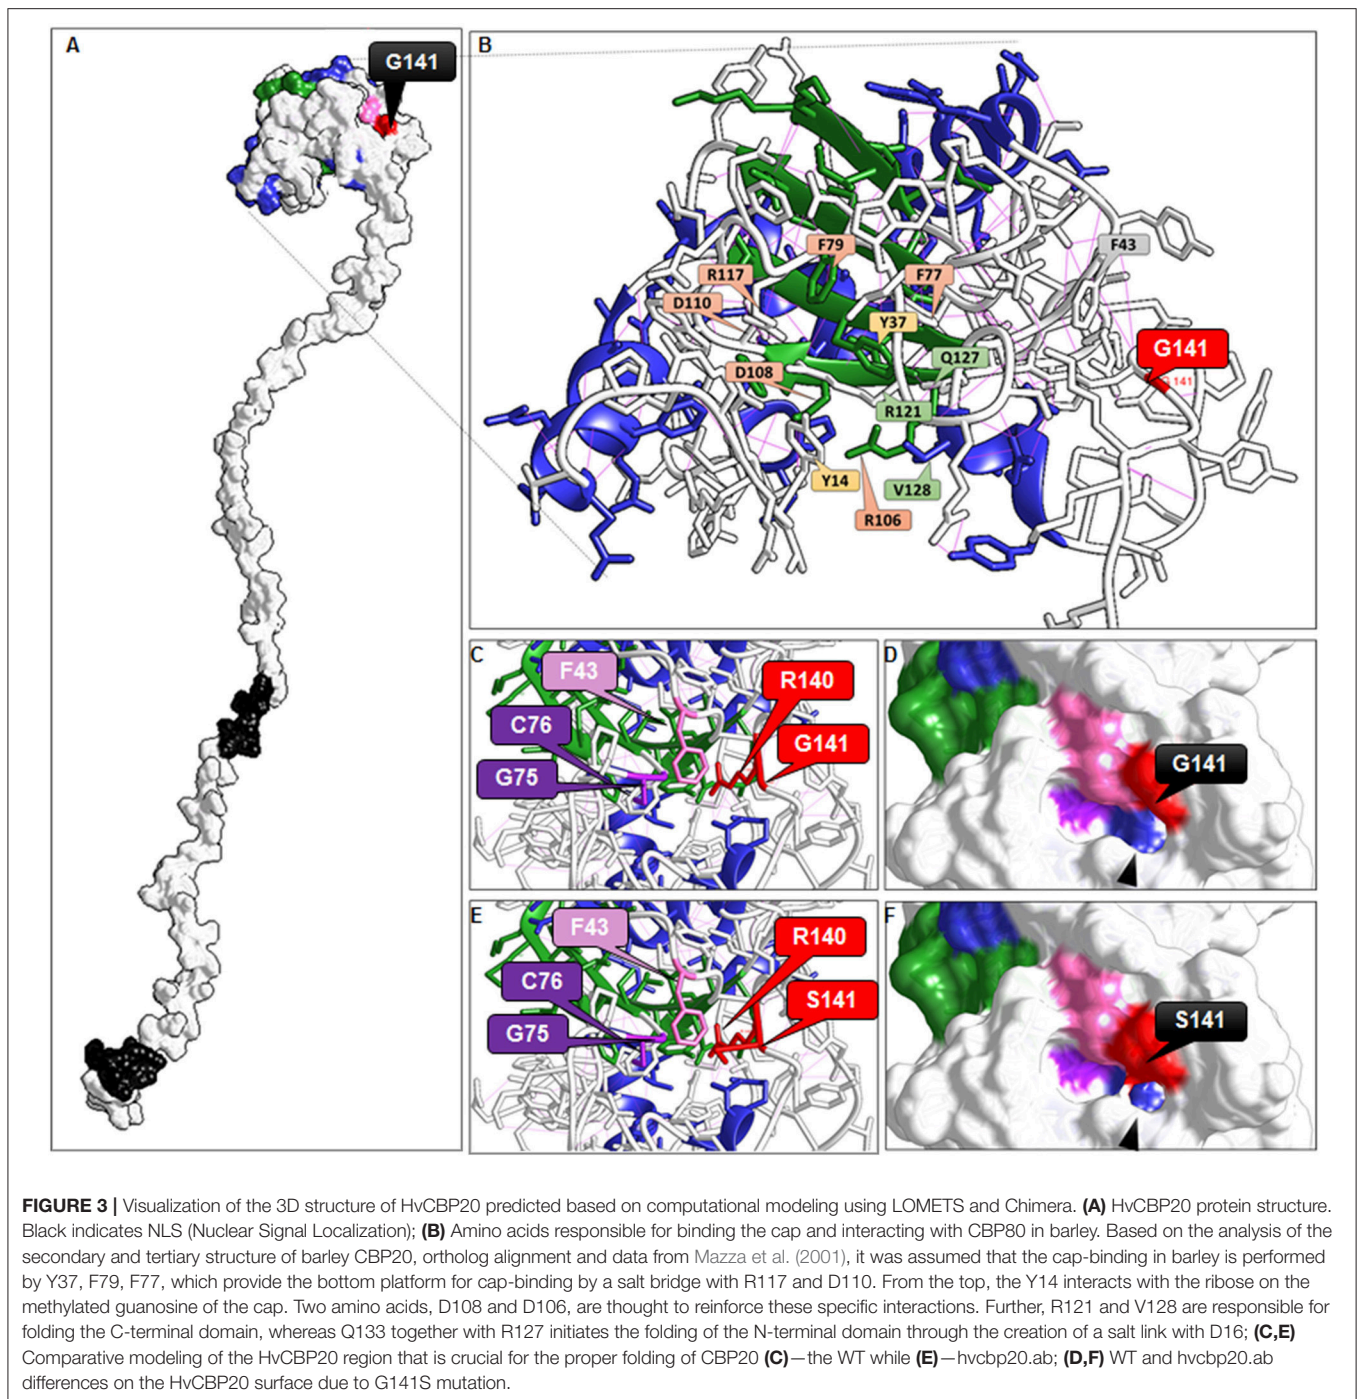 A
G141
B
F79
F43
R117
F77
D110
Y37
G141
141
Q127
D108
R121
Y14
V128
R106
C
F43
R140
C76
G141
G75
D
G141
E
F43
R140
C76
S141
G75
F
S141
FIGURE 3 | Visualization of the 3D structure of HvCBP20 predicted based on computational modeling using LOMETS and Chimera. (A) HvCBP20 protein structure.
Black indicates NLS (Nuclear Signal Localization); (B) Amino acids responsible for binding the cap and interacting with CBP80 in barley. Based on the analysis of the
secondary and tertiary structure of barley CBP20, ortholog alignment and data from Mazza et al. (2001), it was assumed that the cap-binding in barley is performed
by Y37, F79, F77, which provide the bottom platform for cap-binding by a salt bridge with R117 and D110. From the top, the Y14 interacts with the ribose on the
methylated guanosine of the cap. Two amino acids, D108 and D106, are thought to reinforce these specific interactions. Further, R121 and V128 are responsible for
folding the C-terminal domain, whereas Q133 together with R127 initiates the folding of the N-terminal domain through the creation of a salt link with D16; (C,E)
Comparative modeling of the HvCBP20 region that is crucial for the proper folding of CBP20 (C)—the WT while (E)—hvcbp20.ab; (D,F) WT and hvcbp20.ab
differences on the HvCBP20 surface due to G141S mutation.